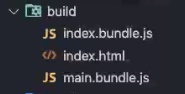 build
JS index.bundle.js
<> index.html
JS main.bundle.js